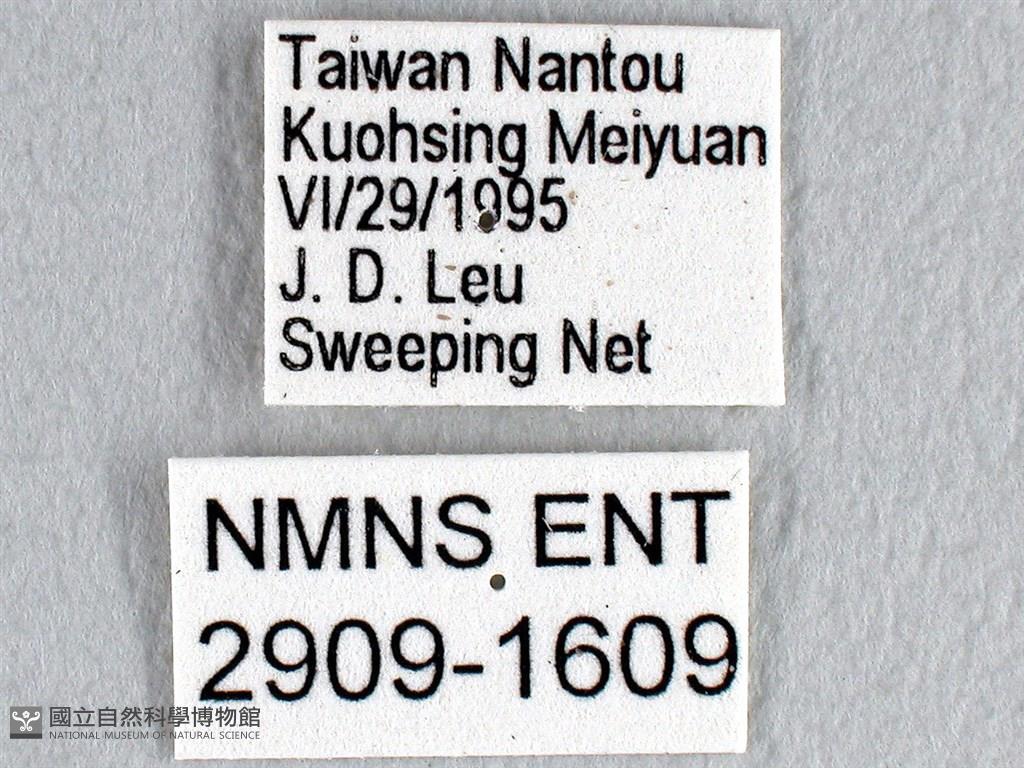 Taiwan Nantou
Kuohsing Meiyuan
VI/29/1995
J. D. Leu
Sweeping Net
NMNS ENT
2909-1609
國立自然科學博物館
NATIONAL MUSEUM OF NATURAL SCIENCE